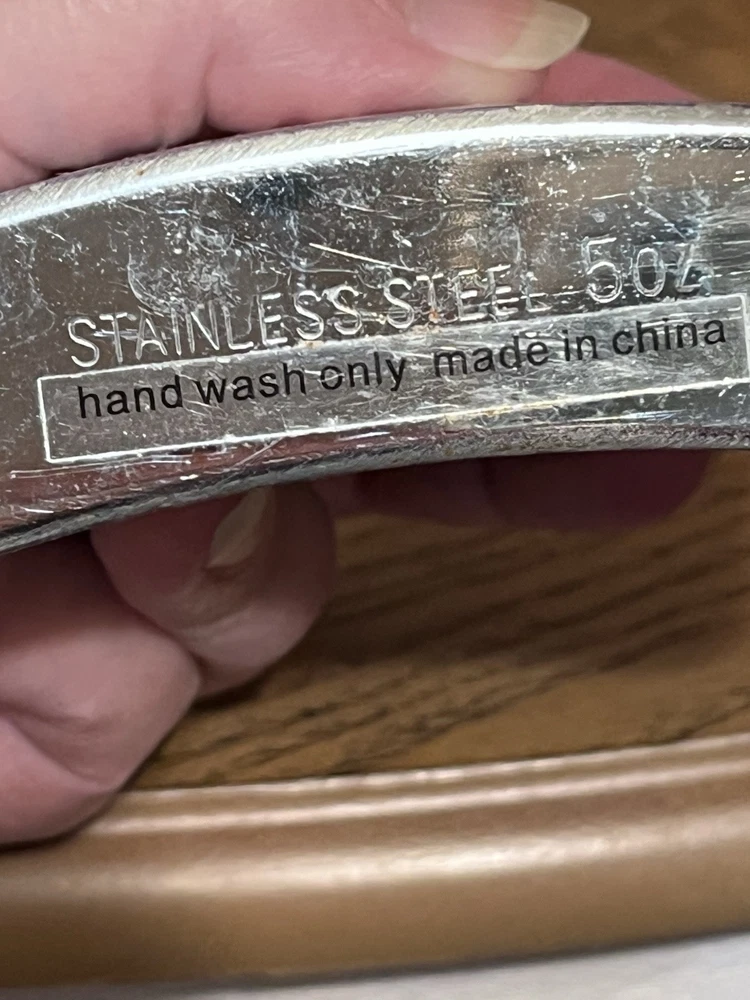 STAINLESS STEEL 5oz
hand wash only made in china